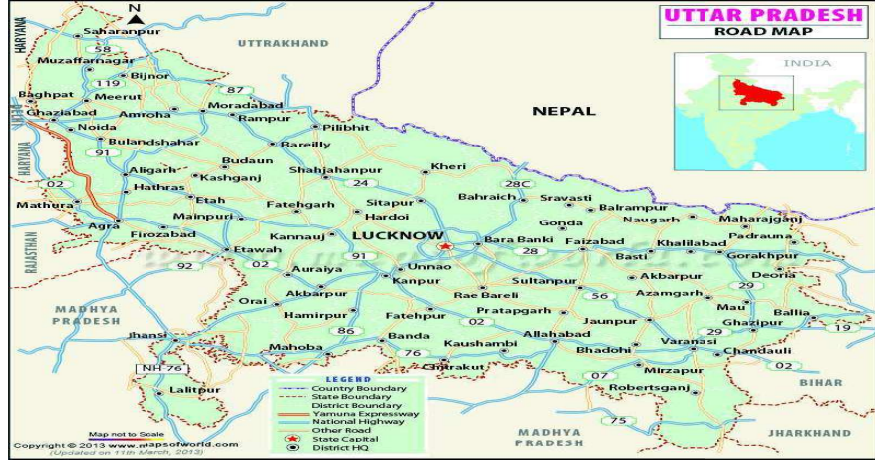 UTTAR PRADESH
ROAD MAP
N
HARYANA
Saharanpur
58
UTTRAKHAND
INDIA
Muzaffarnagar
Bijnor
119
87
Baghpat
Meerut
Moradabad
NEPAL
Ghaziabad
Amroha
Rampur
DELHI
Noida
Pilibhit
Bulandshahar
Bareilly
HARYANA
91
Budaun
Aligarh
Kashganj
Shahjahanpur
Kheri
02
Hathras
24
28C
Mathura
Etah
Sitapur
Bahraich
Sravasti
Balrampur
Agra
Mainpuri
Fatehgarh
Hardoi
Gonda
Naugarh
Maharajganj
Firozabad
Kannauj
LUCKNOW
Bara Banki
Faizabad
Khalilabad
Padrauna
RAJASTHAN
Etawah
91
28
Basti
Gorakhpur
92
02
Auraiya
Unnao
Akbarpur
Deoria
Akbarpur
Kanpur
Rae Bareli
Sultanpur
56
Azamgarh
29
MADHYA
PRADESH
Orai
Hamirpur
Fatehpur
Pratapgarh
Mau
Ballia
02
Jaunpur
29
Ghazipur
19
Jhansi
86
Banda
Allahabad
Varanasi
Mahoba
76
Kaushambi
Bhadohi
Chandauli
NH 76
Chitrakut
Mirzapur
02
07
BIHAR
Lalitpur
Robertsganj
75
MADHYA
PRADESH
JHARKHAND
LEGEND
Country Boundary
State Boundary
District Boundary
Yamuna Expressway
National Highway
Other Road
State Capital
District HQ
Map not to Scale
Copyright © 2013 www.mapsofworld.com
(Updated on 11th March, 2013)